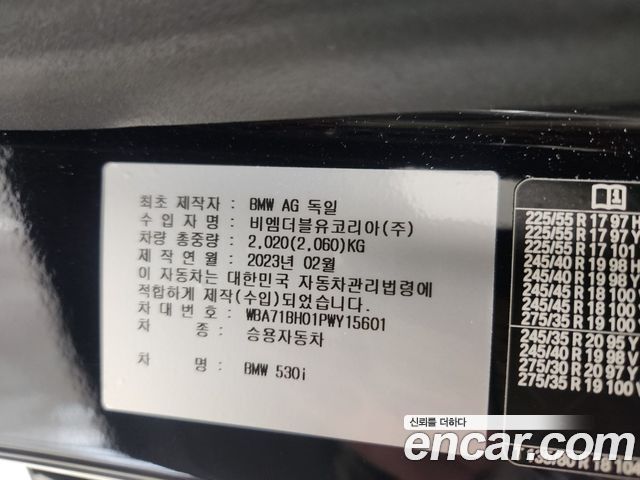 최초 제작자 : BMW AG 독일
수 입 자 명 : 비엠더블유코리아(주)
차량 총중량 : 2,020(2,060)KG
제 작 연 월 : 2023년 02월
이 자동차는 대한민국 자동차관리법령에
적합하게 제작(수입)되었습니다.
차 대 번 호 : WBA71BH01PWY15601
차 종 : 승용자동차
차 명 : BMW 530i
225/55 R 17 97
225/55 R 17 97 Y
225/55 R 17 101
245/40 R 19 98
245/40 R 19 98 Y
245/45 R 18 100
245/45 R 18 100 Y
275/35 R 19 100
245/35 R 20 95 Y
245/40 R 19 98 V
275/30 R 20 97 Y
275/35 R 19 100
신뢰를 더하다
encar.com
R 18 104